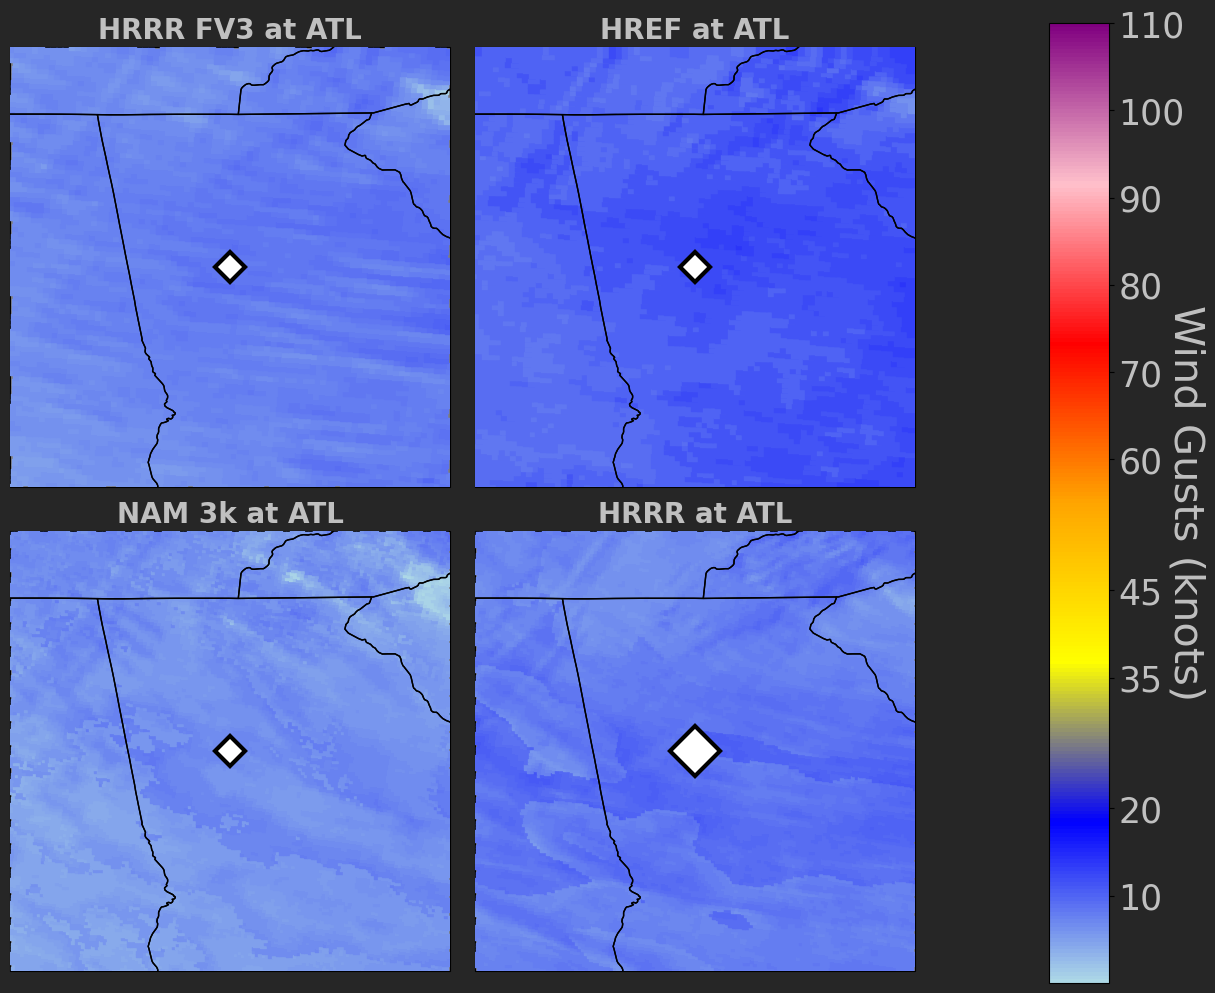 HRRR FV3 at ATL
HREF at ATL
NAM 3k at ATL
HRRR at ATL
110
100
90
80
70
60
45
35
20
10
Wind Gusts (knots)